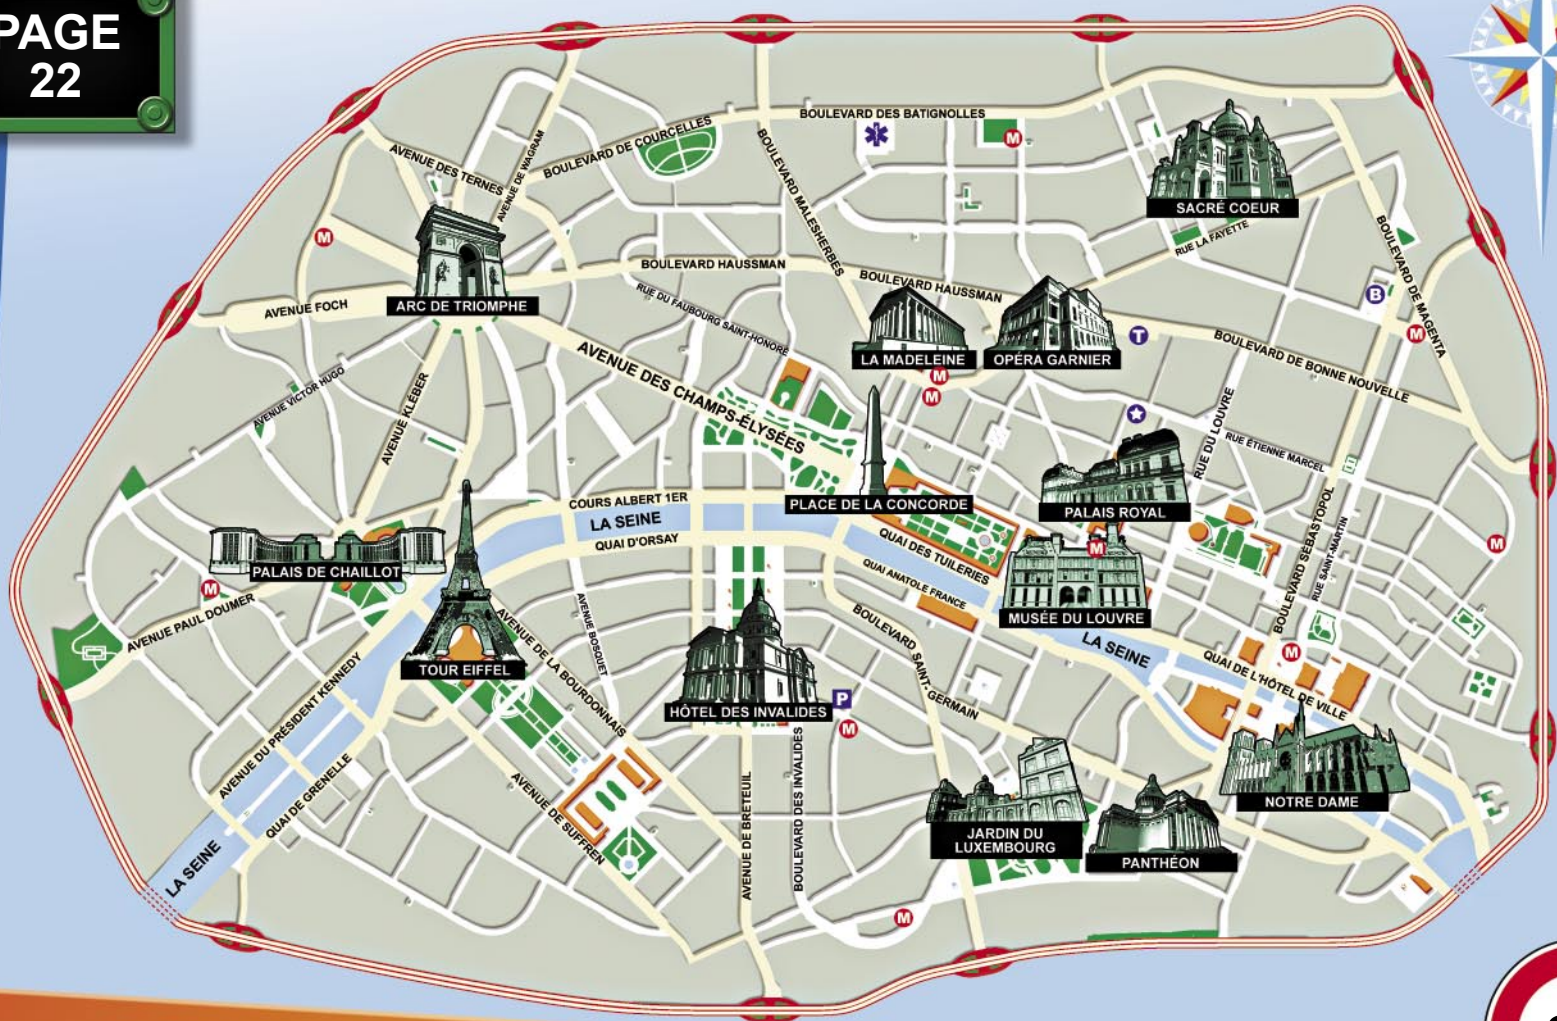 PAGE
22
BOULEVARD DES BATIGNOLLES
BOULEVARD DE COURCELLES
AVENUE DE WAGRAM
AVENUE DES TERNES
BOULEVARD MALESHERBES
M
SACRÉ COEUR
RUE LA FAYETTE
BOULEVARD DE MAGENTA
M
BOULEVARD HAUSSMAN
BOULEVARD HAUSSMAN
AVENUE FOCH
ARC DE TRIOMPHE
RUE DU FAUBOURG SAINT-HONORÉ
B
M
LA MADELEINE
OPÉRA GARNIER
T
BOULEVARD DE BONNE NOUVELLE
M
M
AVENUE VICTOR HUGO
AVENUE KLÉBER
AVENUE DES CHAMPS-ÉLYSÉES
RUE DU LOUVRE
RUE ÉTIENNE MARCEL
COURS ALBERT 1ER
LA SEINE
QUAI D'ORSAY
PLACE DE LA CONCORDE
PALAIS ROYAL
BOULEVARD SÉBASTOPOL
RUE SAINT-MARTIN
M
M
PALAIS DE CHAILLOT
M
QUAI DES TUILERIES
QUAI ANATOLE FRANCE
MUSÉE DU LOUVRE
AVENUE PAUL DOUMER
TOUR EIFFEL
AVENUE DE LA BOURDONNAIS
AVENUE BOSQUET
BOULEVARD SAINT-GERMAIN
LA SEINE
QUAI DE L'HÔTEL DE VILLE
M
HÔTEL DES INVALIDES
P
M
AVENUE DU PRÉSIDENT KENNEDY
QUAI DE GRENELLE
AVENUE DE SUFFREN
AVENUE DE BRETEUIL
BOULEVARD DES INVALIDES
NOTRE DAME
JARDIN DU
LUXEMBOURG
PANTHÉON
LA SEINE
M